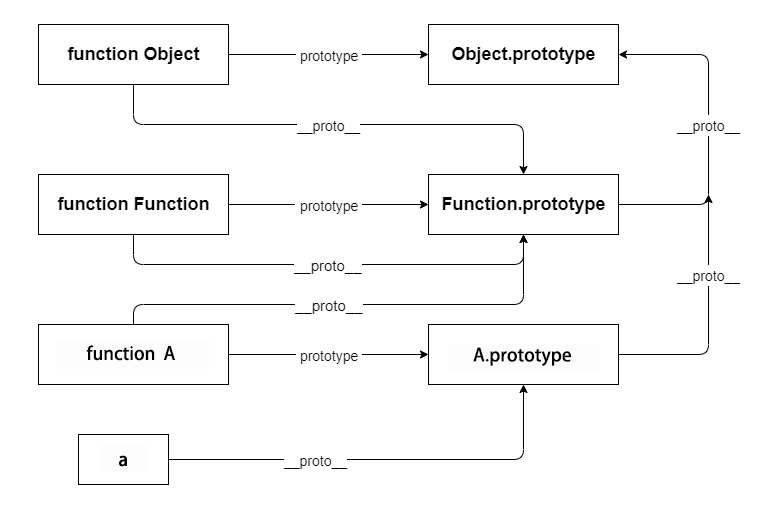 function Object
prototype
Object.prototype
__proto__
__proto__
function Function
prototype
Function.prototype
__proto__
__proto__
__proto__
function A
prototype
A.prototype
a
__proto__